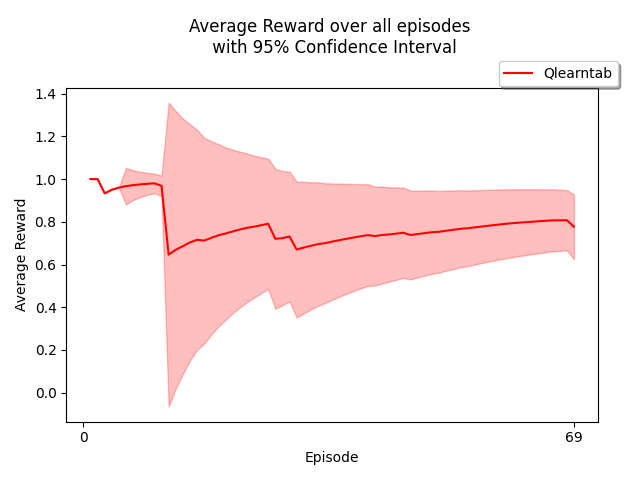 Average Reward over all episodes
with 95% Confidence Interval
Qlearntab
1.4
1.2
1.0
0.8
0.6
0.4
0.2
0.0
Average Reward
0
69
Episode